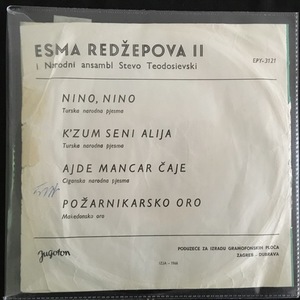 ESMA REDŽEPOVA II
i Narodni ansambl Stevo Teodosievski
EPY-3127
NINO, NINO
Turska narodna pjesma
K'ZUM SENI ALIJA
Turska narodna pjesma
AJDE MANCAR ČAJE
Ciganska narodna pjesma
POŽARNIKARSKO ORO
Makedonsko oro
Jugoton
PODUZEĆE ZA IZRADU GRAMOFONSKIH PLOČA
ZAGREB - DUBRAVA